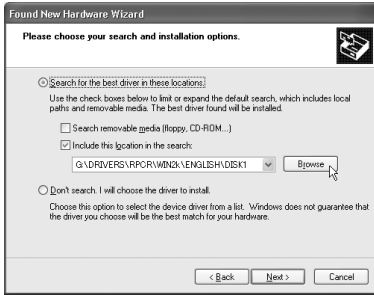 Found New Hardware Wizard
Please choose your search and installation options.
Search for the best driver in these locations.
Use the check boxes below to limit or expand the default search, which includes local
paths and removable media. The best driver found will be installed.
Search removable media (floppy, CD-ROM...)
Include this location in the search:
G:\DRIVERS\RPCR\WIN2k\ENGLISH\DISK1
Browse
Don't search. I will choose the driver to install.
Choose this option to select the device driver from a list. Windows does not guarantee that
the driver you choose will be the best match for your hardware.
< Back
Next >
Cancel